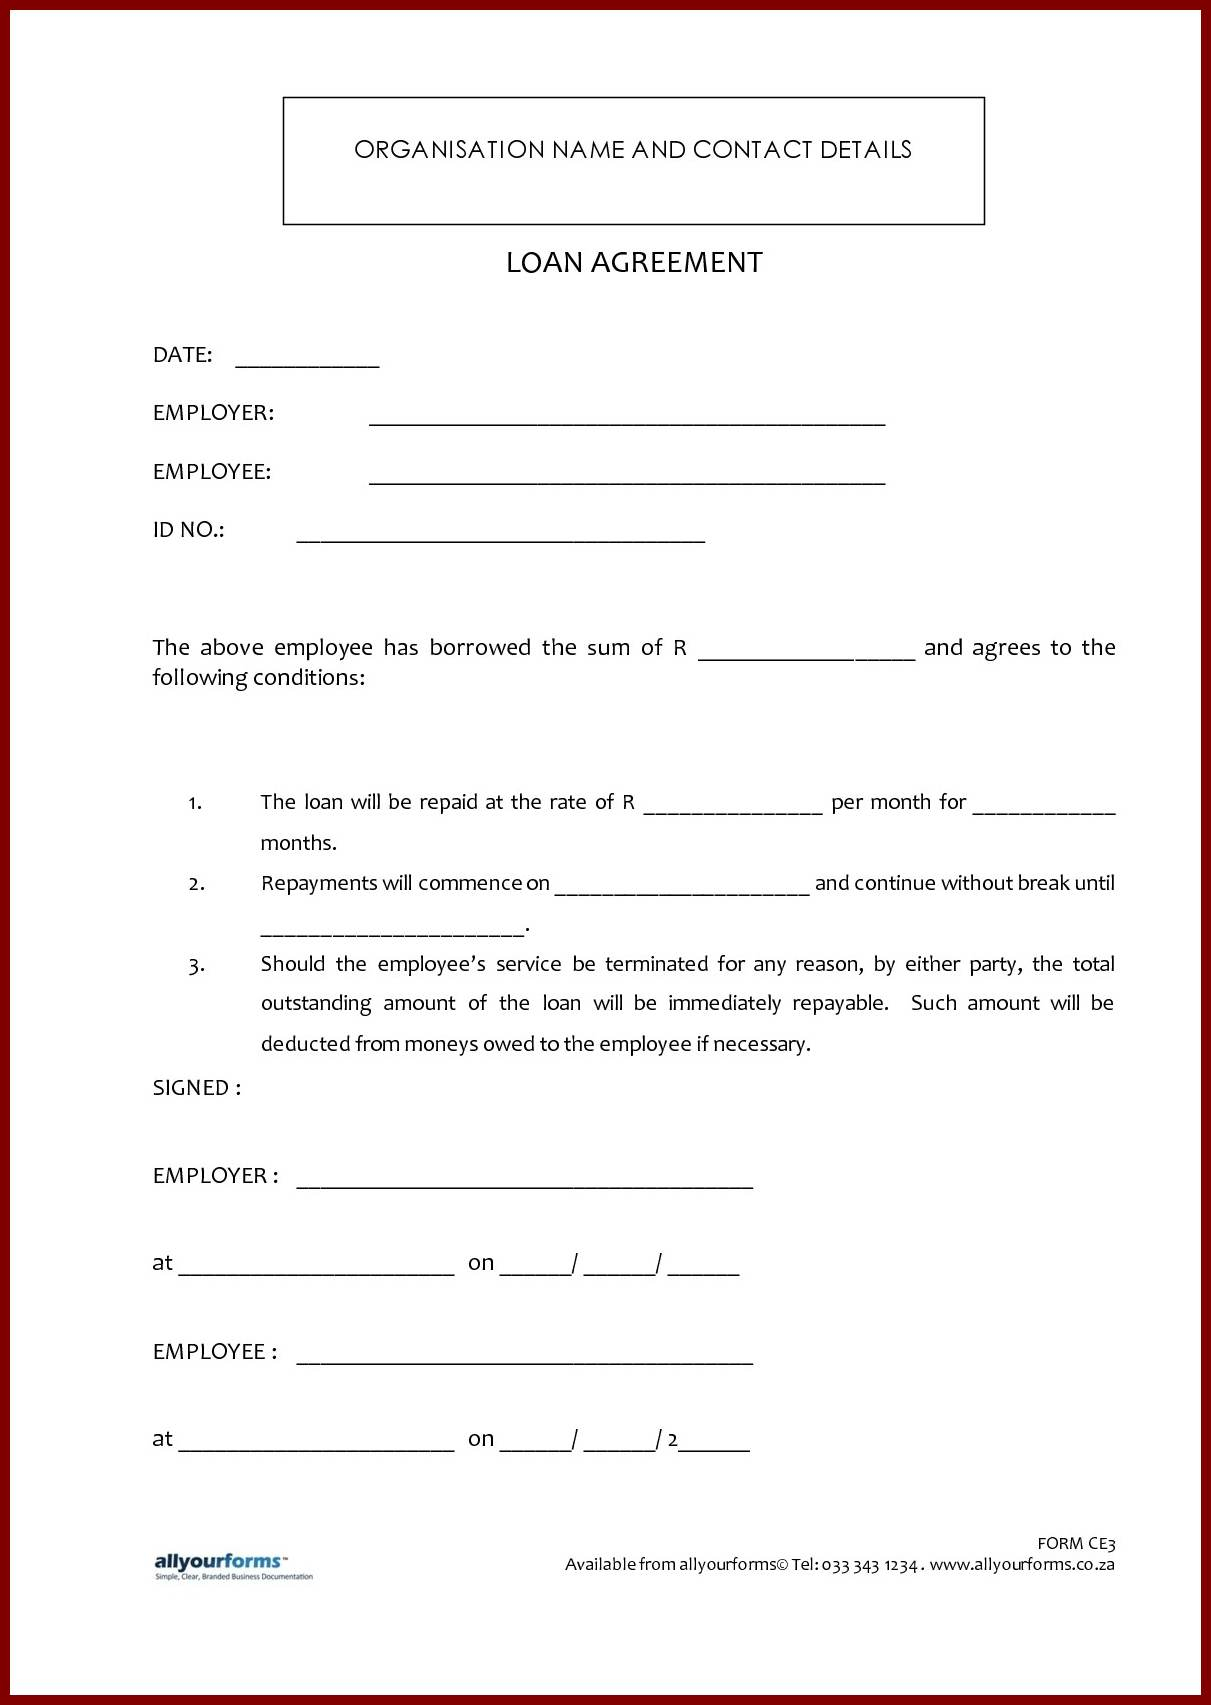 ORGANISATION NAME AND CONTACT DETAILS
LOAN AGREEMENT
DATE: ____________
EMPLOYER: ___________________________________________
EMPLOYEE: ___________________________________________
ID NO.: __________________________________
The above employee has borrowed the sum of R __________________ and agrees to the
following conditions:
1. The loan will be repaid at the rate of R _______________ per month for ____________
months.
2. Repayments will commence on _____________________ and continue without break until
______________________.
3. Should the employee’s service be terminated for any reason, by either party, the total
outstanding amount of the loan will be immediately repayable. Such amount will be
deducted from moneys owed to the employee if necessary.
SIGNED :
EMPLOYER : ______________________________________
at _______________________ on ______/ ______/ ______
EMPLOYEE : ______________________________________
at _______________________ on ______/ ______/ 2______
FORM CE3
allyourforms™
Simple, Clear, Branded Business Documentation
Available from allyourforms© Tel: 033 343 1234 . www.allyourforms.co.za